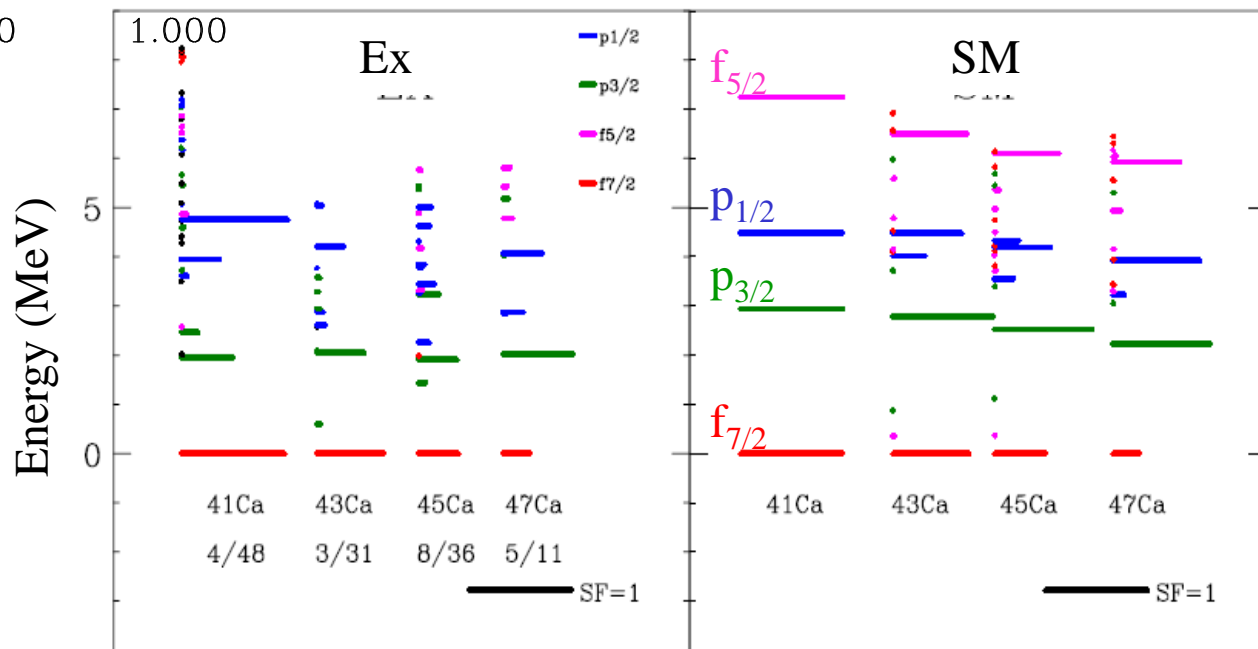 0
1.000
Ex
SM
p1/2
p3/2
f5/2
f7/2
f5/2
p1/2
p3/2
f7/2
5
0
Energy (MeV)
41Ca 43Ca 45Ca 47Ca
4/48 3/31 8/36 5/11
SF=1
41Ca 43Ca 45Ca 47Ca
SF=1